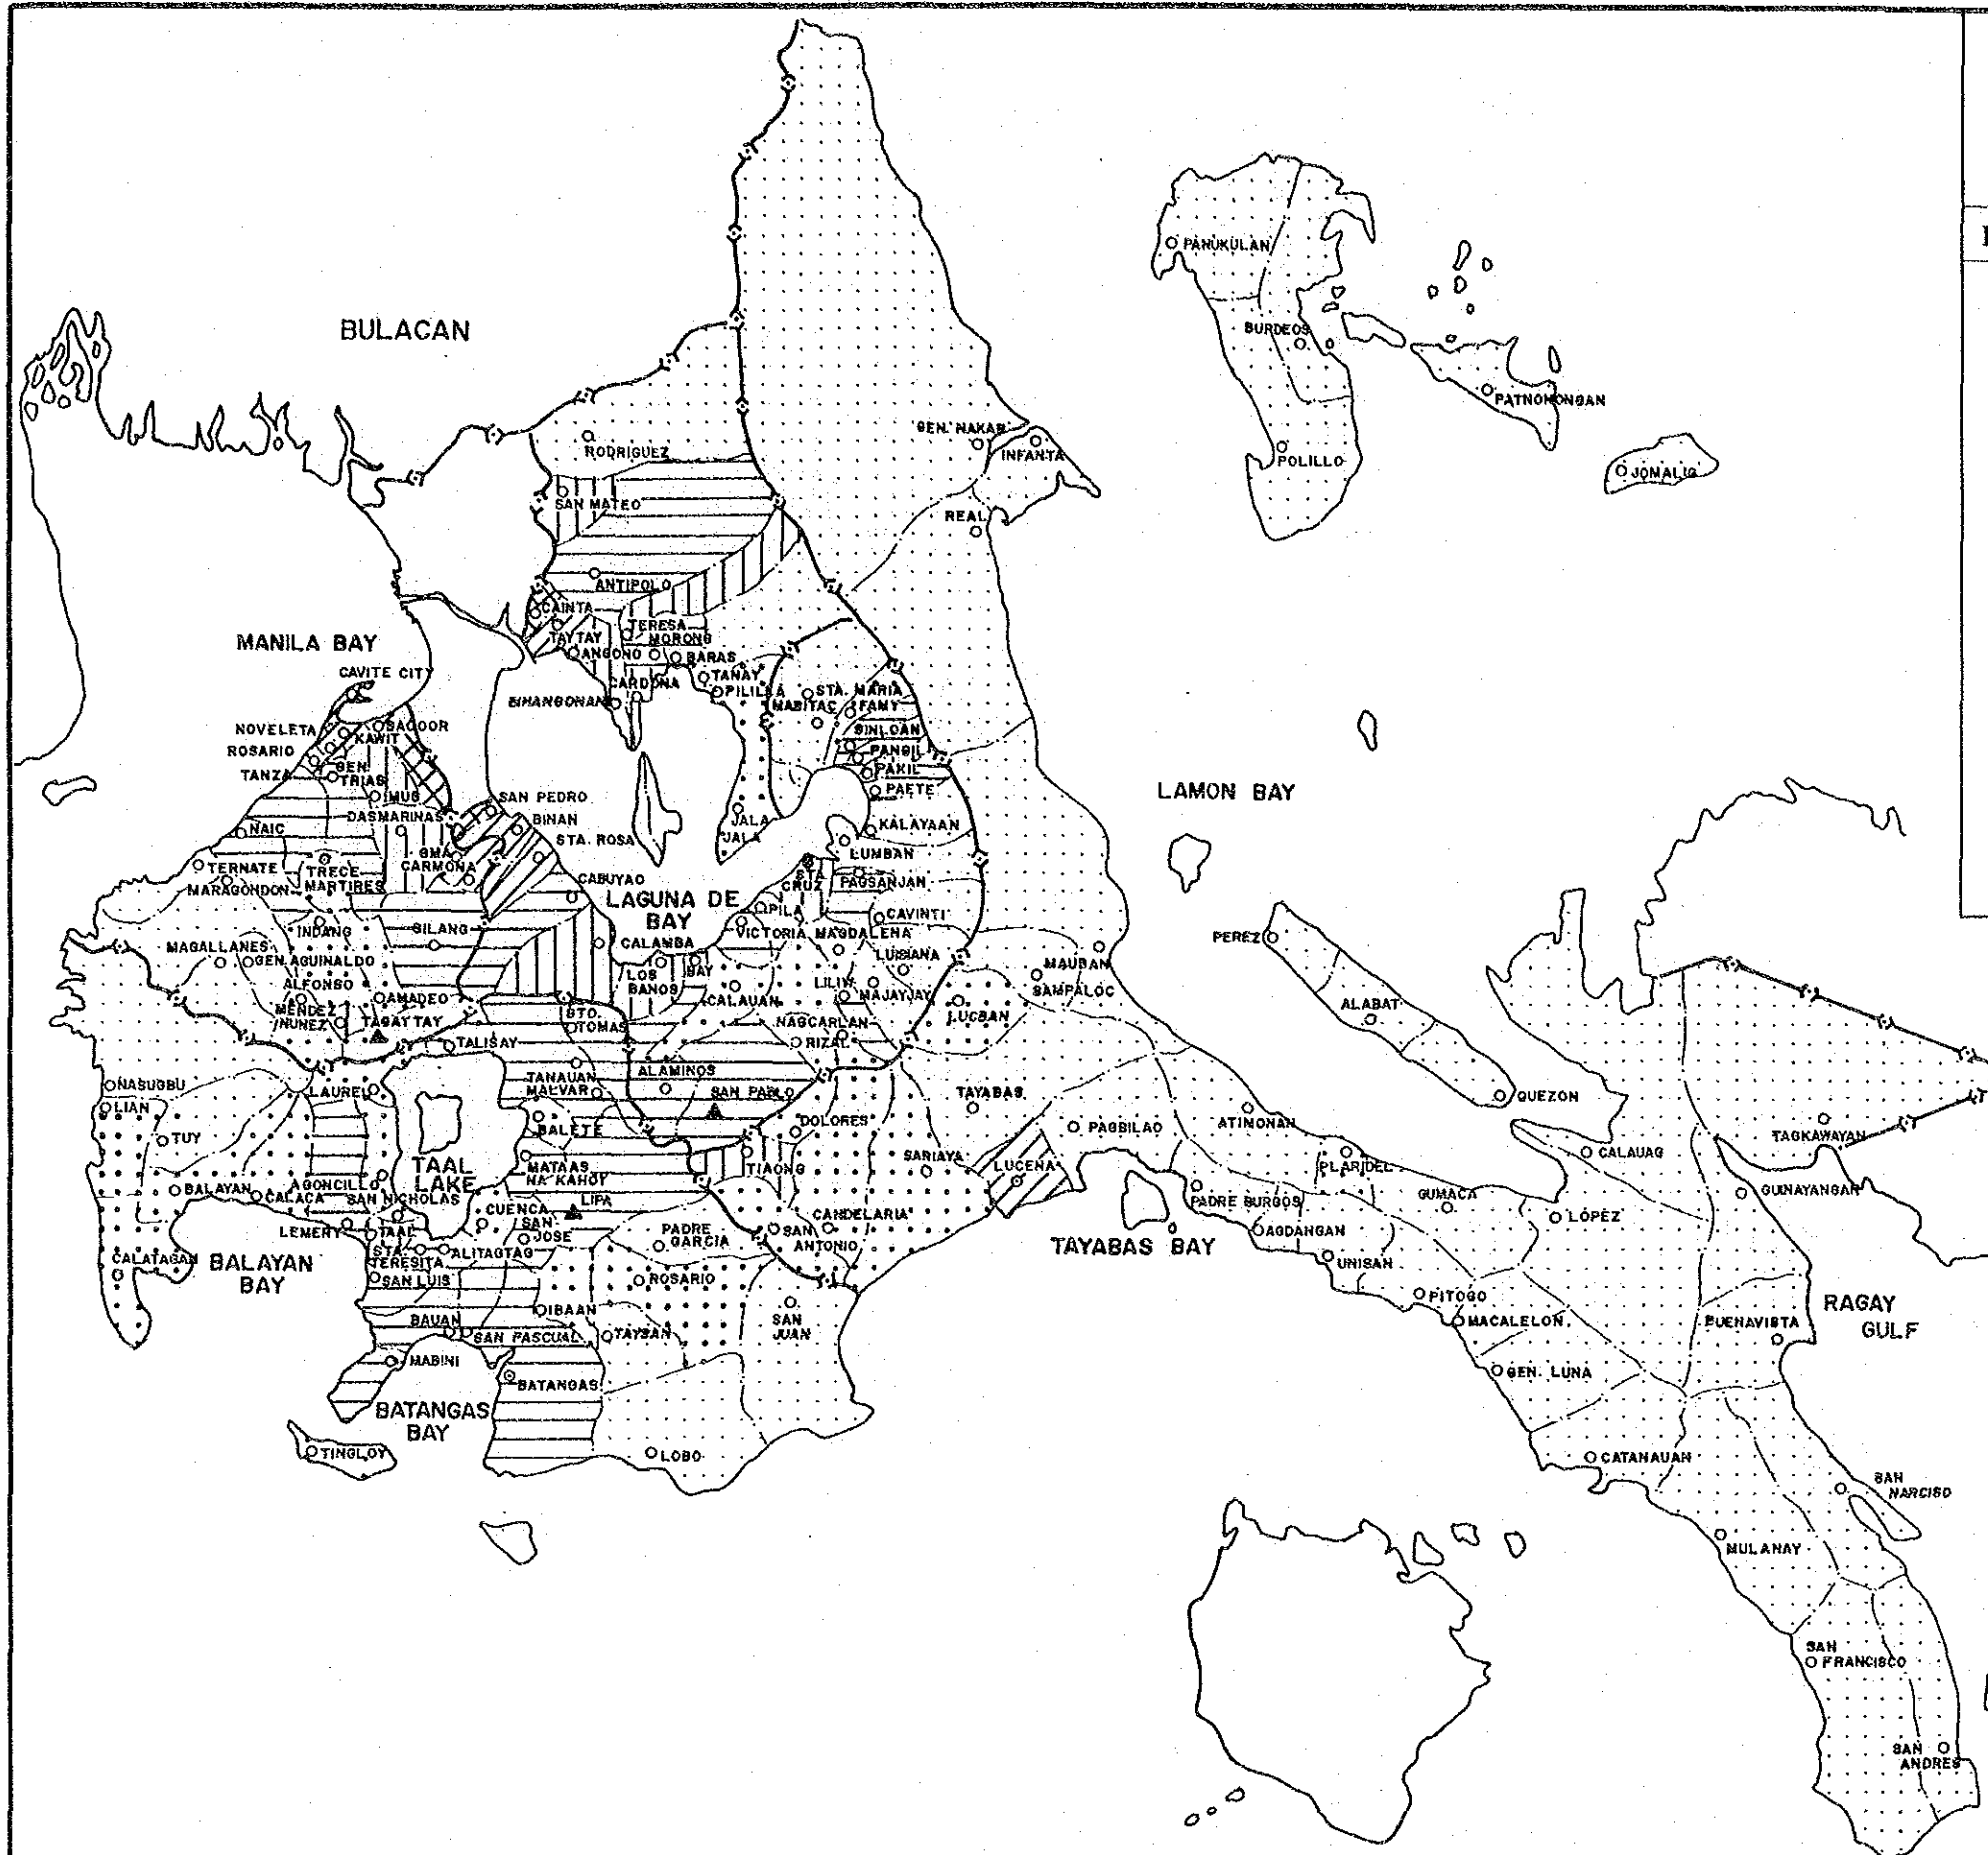 PANUKULAN
BULACAN
BURDEOS
PATNONONGAN
GEN. NAKAR
INFANTA
RODRIGUEZ
POLILLO
JOMALIG
SAN MATEO
REAL
ANTIPOLO
CAINTA
TERESA
TAYTAY
MORONG
MANILA BAY
ANGONO
BARAS
CAVITE CITY
CARDONA
TANAY
PILILLA
STA. MARIA
BINANGONAN
MABITAC
FAMY
NOVELETA
BACOOR
KAWIT
SINILOAN
ROSARIO
PANGIL
TANZA
GEN.
TRIAS
PAKIL
IMUS
SAN PEDRO
PAETE
LAMON BAY
DASMARINAS
BINAN
JALA
JALA
KALAYAAN
NAIC
STA. ROSA
GMA
CARMONA
LUMBAN
TERNATE
TRECE
MARTIRES
MARAGONDON
CABUYAO
STA.
CRUZ
PAGSANJAN
LAGUNA DE
BAY
PILA
CAVINTI
INDANG
SILANG
VICTORIA
MAGDALENA
PEREZ
MAGALLANES
CALAMBA
GEN. AGUINALDO
LUISIANA
MAUBAN
LOS
BANOS
BAY
ALFONSO
LILIW
SAMPALOC
AMADEO
CALAUAN
MAJAYJAY
ALABAT
MENDEZ
NUNEZ
STO.
TOMAS
LUCBAN
TAGAYTAY
NAGCARLAN
TALISAY
RIZAL
ALAMINOS
NASUGBU
LAUREL
TANAUAN
MALVAR
SAN PABLO
TAYABAS
QUEZON
LIAN
DOLORES
ATIMONAN
TUY
BALETE
PAGBILAO
TAGKAWAYAN
CALAUAG
TAAL
LAKE
MATAAS
NA KAHOY
TIAONG
SARIAYA
LUCENA
PLARIDEL
BALAYAN
AGONCILLO
CALACA
SAN NICHOLAS
LIPA
PADRE BURGOS
GUMACA
GUINAYANGAN
CUENCA
SAN
JOSE
CANDELARIA
LÓPEZ
LEMERY
TAAL
PADRE
GARCIA
SAN
ANTONIO
AGDANGAN
TAYABAS BAY
STA.
TERESITA
ALITAGTAG
CALATAGAN
BALAYAN
BAY
UNISAN
SAN LUIS
ROSARIO
PITOGO
RAGAY
GULF
IBAAN
SAN
JUAN
BAUAN
SAN PASCUAL
TAYSAN
MACALELON
BUENAVISTA
MABINI
GEN. LUNA
BATANGAS
BATANGAS
BAY
TINGLOY
LOBO
CATANAUAN
SAN
NARCISO
MULANAY
SAN
FRANCISCO
SAN
ANDRES